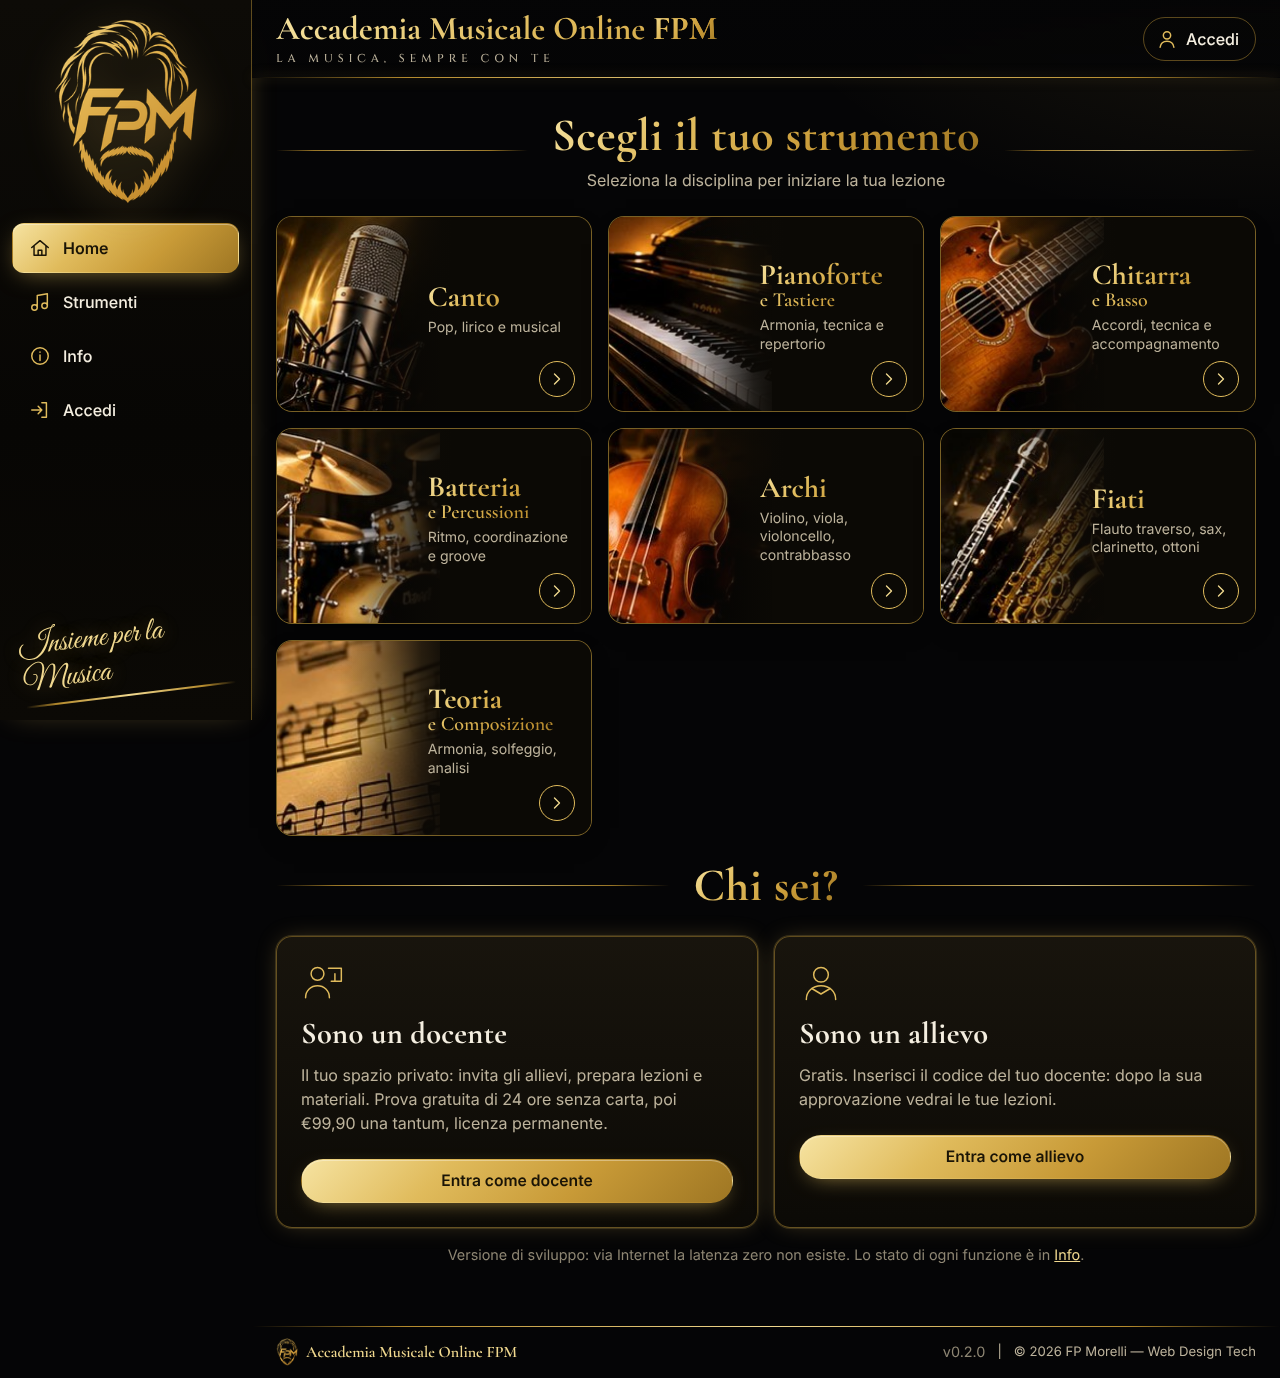 FPM
Accademia Musicale Online FPM
LA MUSICA, SEMPRE CON TE
Accedi
Home
Strumenti
Info
Accedi
Insieme per la
Musica
Scegli il tuo strumento
Seleziona la disciplina per iniziare la tua lezione
Canto
Pop, lirico e musical
Pianoforte
e Tastiere
Armonia, tecnica e
repertorio
Chitarra
e Basso
Accordi, tecnica e
accompagnamento
Batteria
e Percussioni
Ritmo, coordinazione
e groove
Archi
Violino, viola,
violoncello,
contrabbasso
Fiati
Flauto traverso, sax,
clarinetto, ottoni
Teoria
e Composizione
Armonia, solfeggio,
analisi
Chi sei?
Sono un docente
Il tuo spazio privato: invita gli allievi, prepara lezioni e
materiali. Prova gratuita di 24 ore senza carta, poi
€99,90 una tantum, licenza permanente.
Entra come docente
Sono un allievo
Gratis. Inserisci il codice del tuo docente: dopo la sua
approvazione vedrai le tue lezioni.
Entra come allievo
Versione di sviluppo: via Internet la latenza zero non esiste. Lo stato di ogni funzione è in Info.
Accademia Musicale Online FPM
v0.2.0 | © 2026 FP Morelli — Web Design Tech